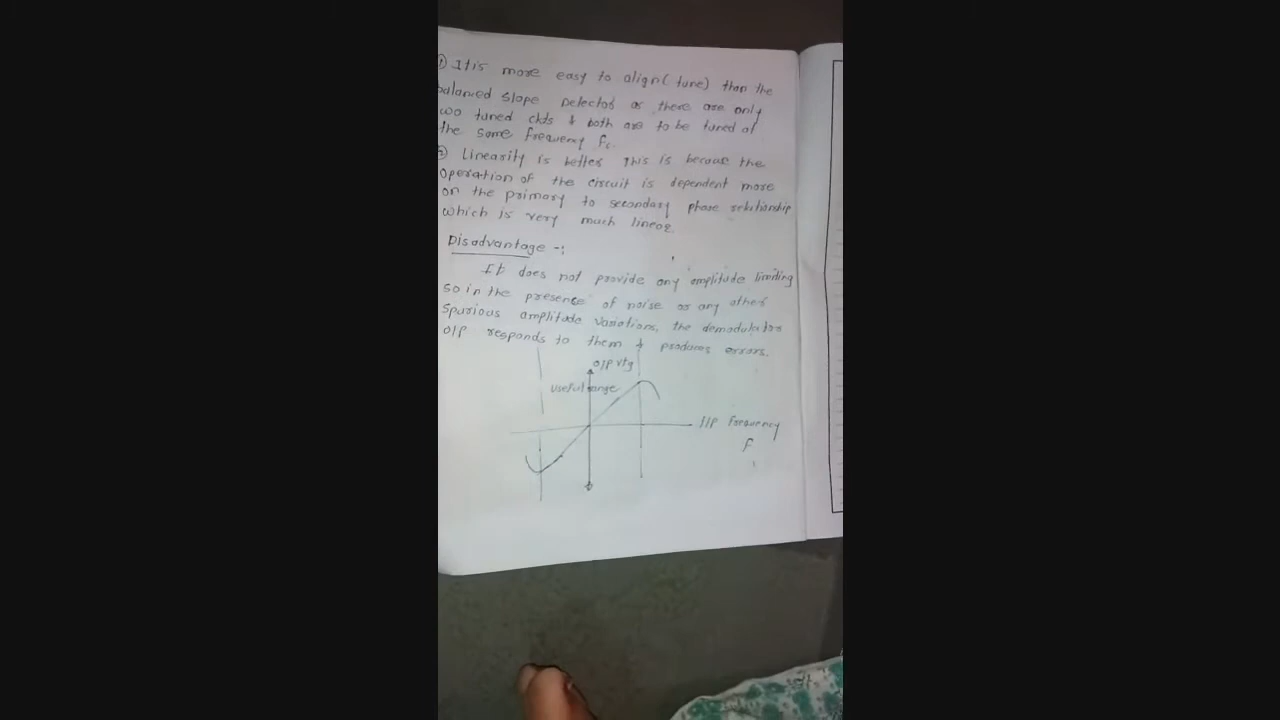 ① It is more easy to align (tune) than the
balanced slope Detector as there are only
two tuned ckts & both are to be tuned at
the same frequency fc.
② Linearity is better This is because the
operation of the circuit is dependent more
on the primary to secondary phase relationship
which is very much linear.
Disadvantage -:
It does not provide any amplitude limiting
so in the presence of noise or any other
spurious amplitude variations, the demodulator
O/P responds to them & produces errors.
O/P vtg
Useful range
I/P frequency
f